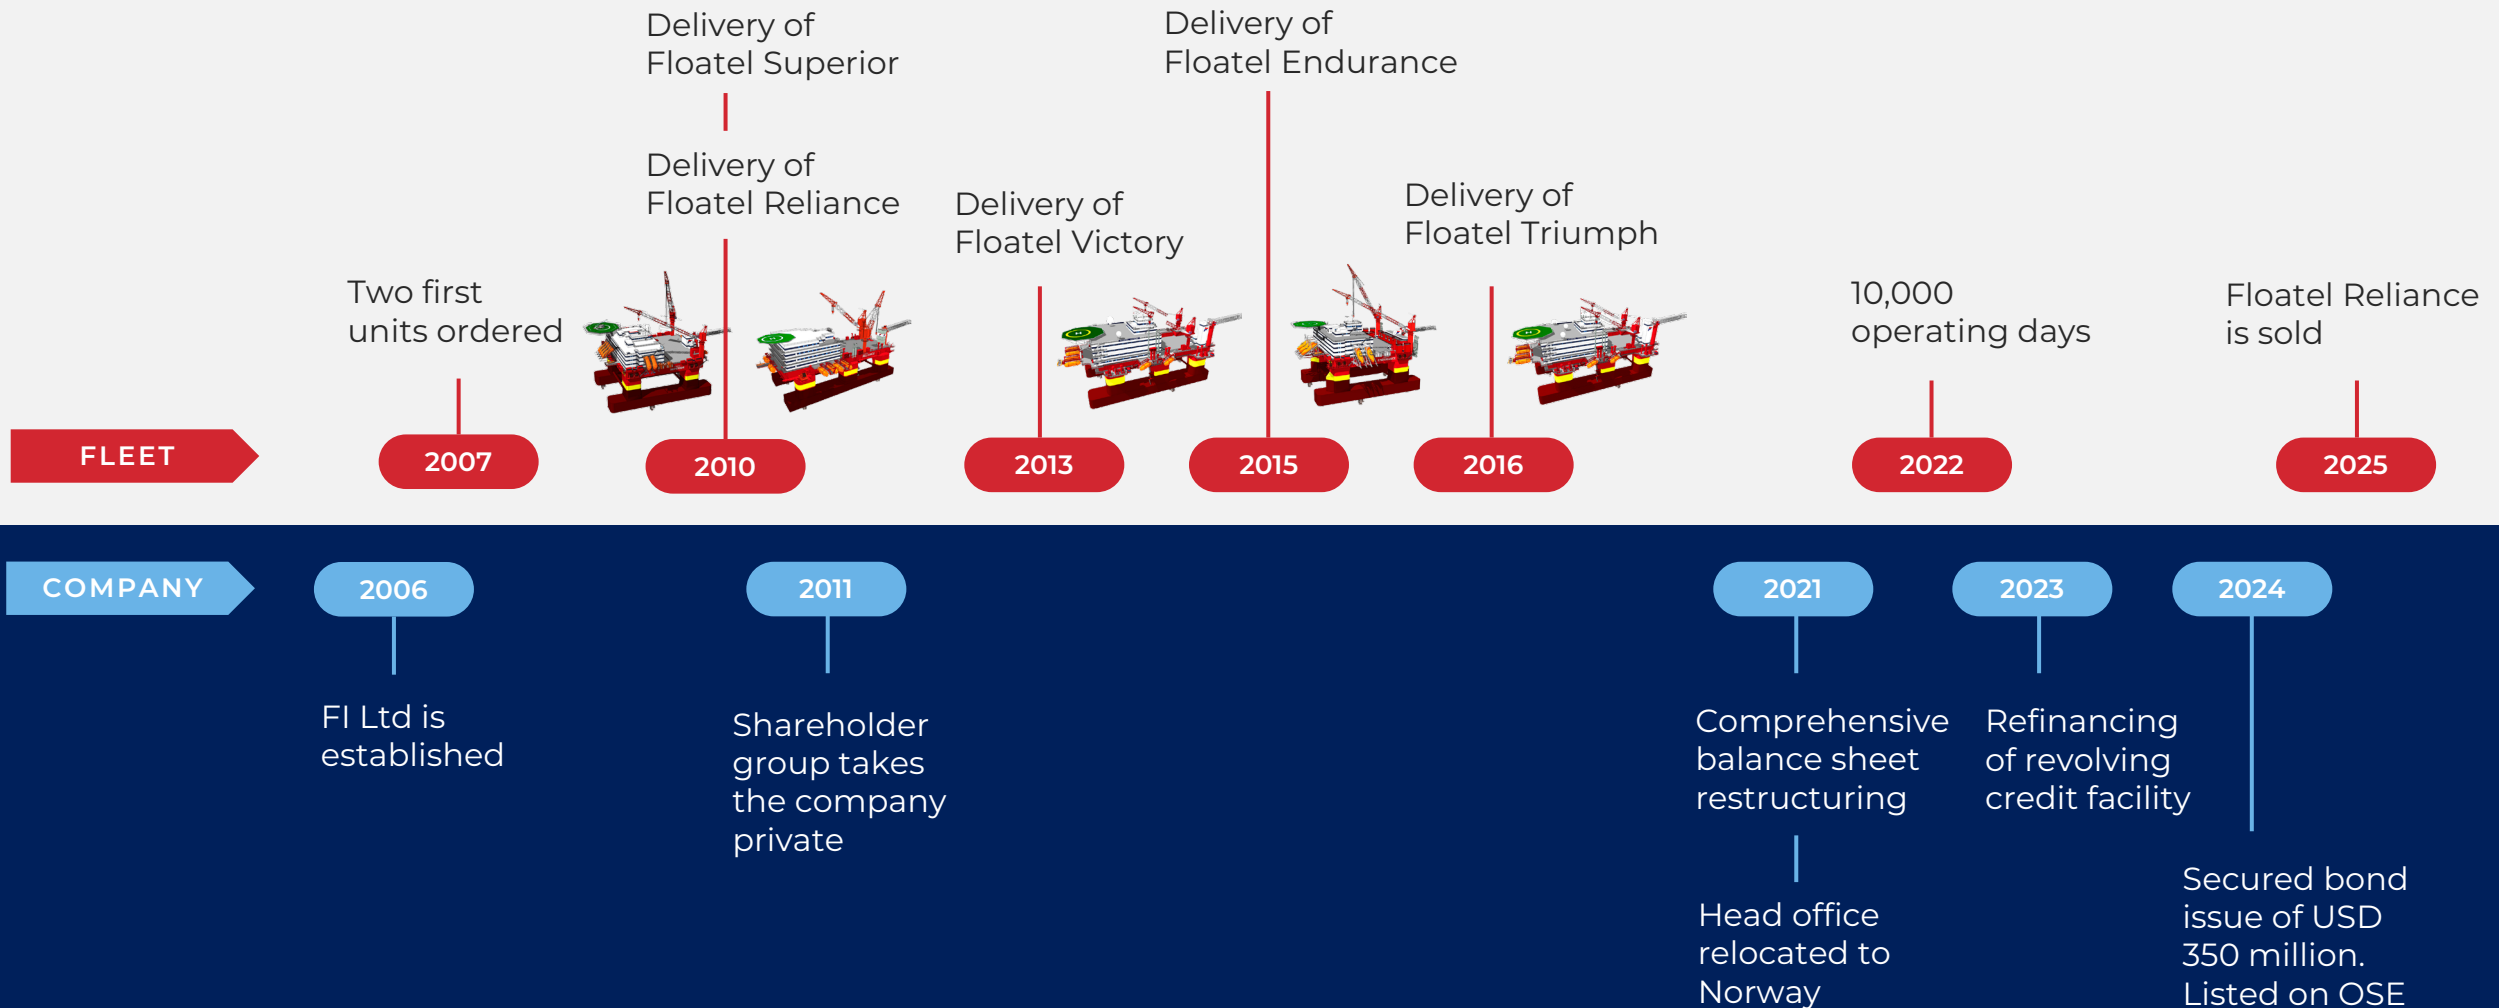 Delivery of
Floatel Superior
Delivery of
Floatel Endurance
Delivery of
Floatel Reliance
Delivery of
Floatel Victory
Delivery of
Floatel Triumph
Two first
units ordered
10,000
operating days
Floatel Reliance
is sold
FLEET
2007
2010
2013
2015
2016
2022
2025
COMPANY
2006
2011
2021
2023
2024
FI Ltd is
established
Shareholder
group takes
the company
private
Comprehensive
balance sheet
restructuring
Refinancing
of revolving
credit facility
Head office
relocated to
Norway
Secured bond
issue of USD
350 million.
Listed on OSE